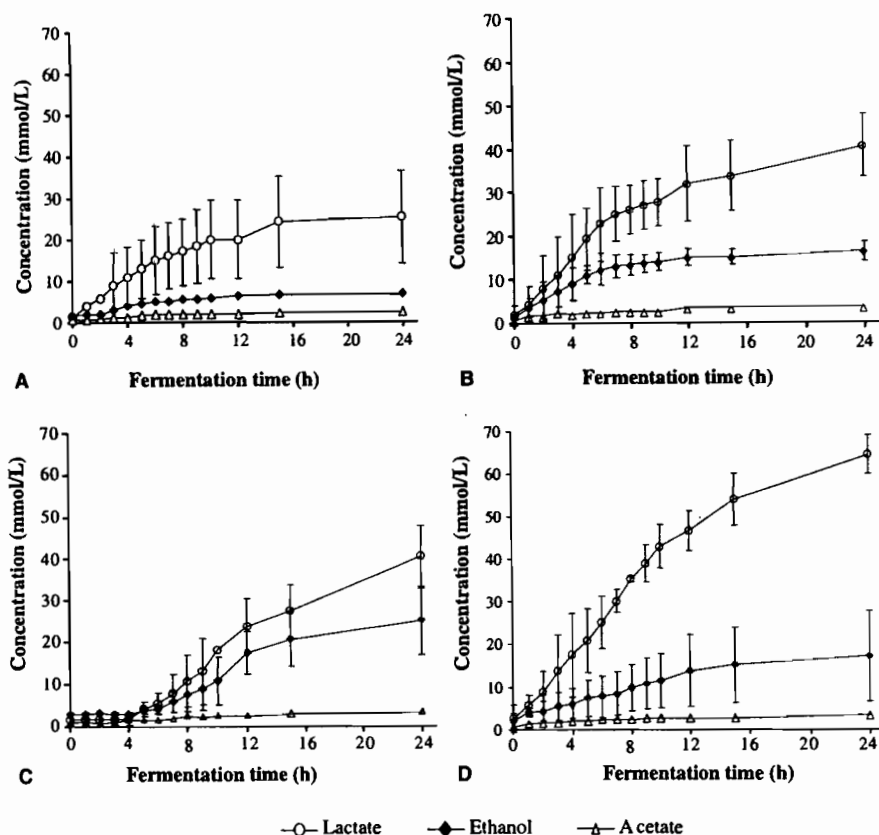 70
60
50
40
30
20
10
0
Concentration (mmol/L)
0 4 8 12 16 20 24
A Fermentation time (h)
70
60
50
40
30
20
10
0
Concentration (mmol/L)
0 4 8 12 16 20 24
B Fermentation time (h)
70
60
50
40
30
20
10
0
Concentration (mmol/L)
0 4 8 12 16 20 24
C Fermentation time (h)
70
60
50
40
30
20
10
0
Concentration (mmol/L)
0 4 8 12 16 20 24
D Fermentation time (h)
Lactate Ethanol Acetate